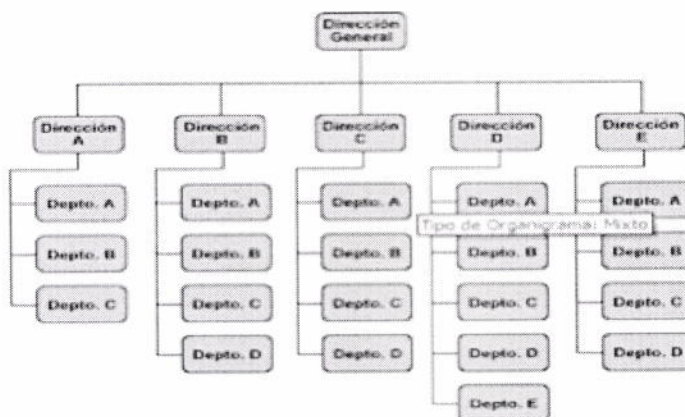 Dirección
General
Dirección
A
Dirección
B
Dirección
C
Dirección
D
Dirección
E
Depto. A
Depto. B
Depto. C
Depto. A
Depto. B
Depto. C
Depto. D
Depto. A
Depto. B
Depto. C
Depto. D
Depto. A
Tipo de Organigrama: Mixto
Depto. B
Depto. C
Depto. D
Depto. E
Depto. A
Depto. B
Depto. C
Depto. D